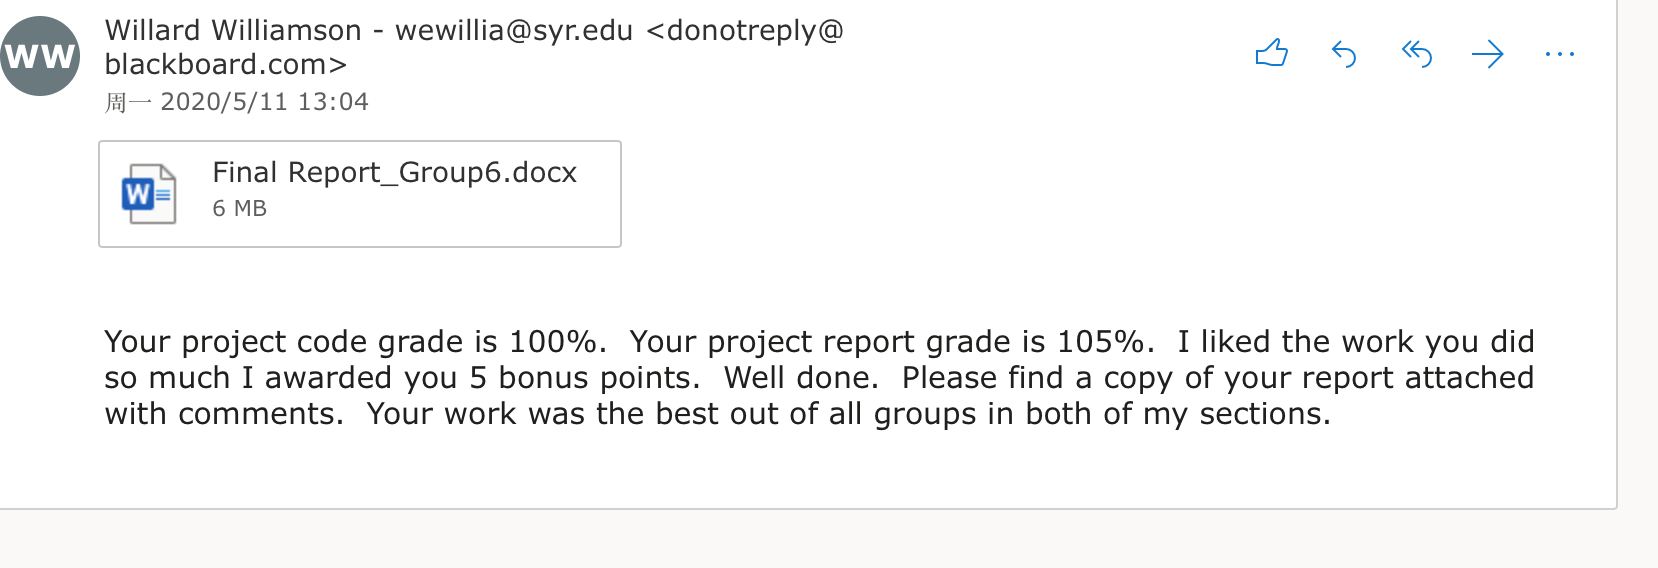 WW
Willard Williamson - wewillia@syr.edu <donotreply@
blackboard.com>
周一 2020/5/11 13:04
W
Final Report_Group6.docx
6 MB
Your project code grade is 100%.  Your project report grade is 105%.  I liked the work you did
so much I awarded you 5 bonus points.  Well done.  Please find a copy of your report attached
with comments.  Your work was the best out of all groups in both of my sections.